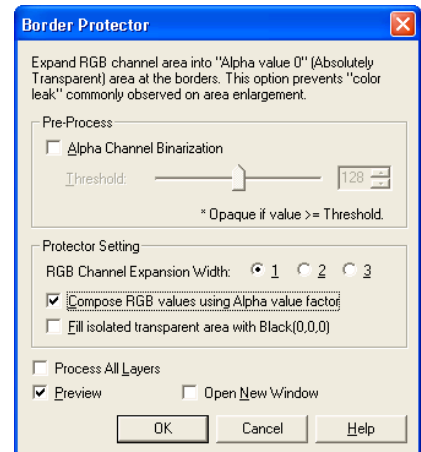 Border Protector
Expand RGB channel area into "Alpha value 0" (Absolutely
Transparent) area at the borders. This option prevents "color
leak" commonly observed on area enlargement.
Pre-Process
Alpha Channel Binarization
Threshold: 128
* Opaque if value >= Threshold.
Protector Setting
RGB Channel Expansion Width: 1 2 3
Compose RGB values using Alpha value factor
Fill isolated transparent area with Black(0,0,0)
Process All Layers
Preview Open New Window
OK Cancel Help